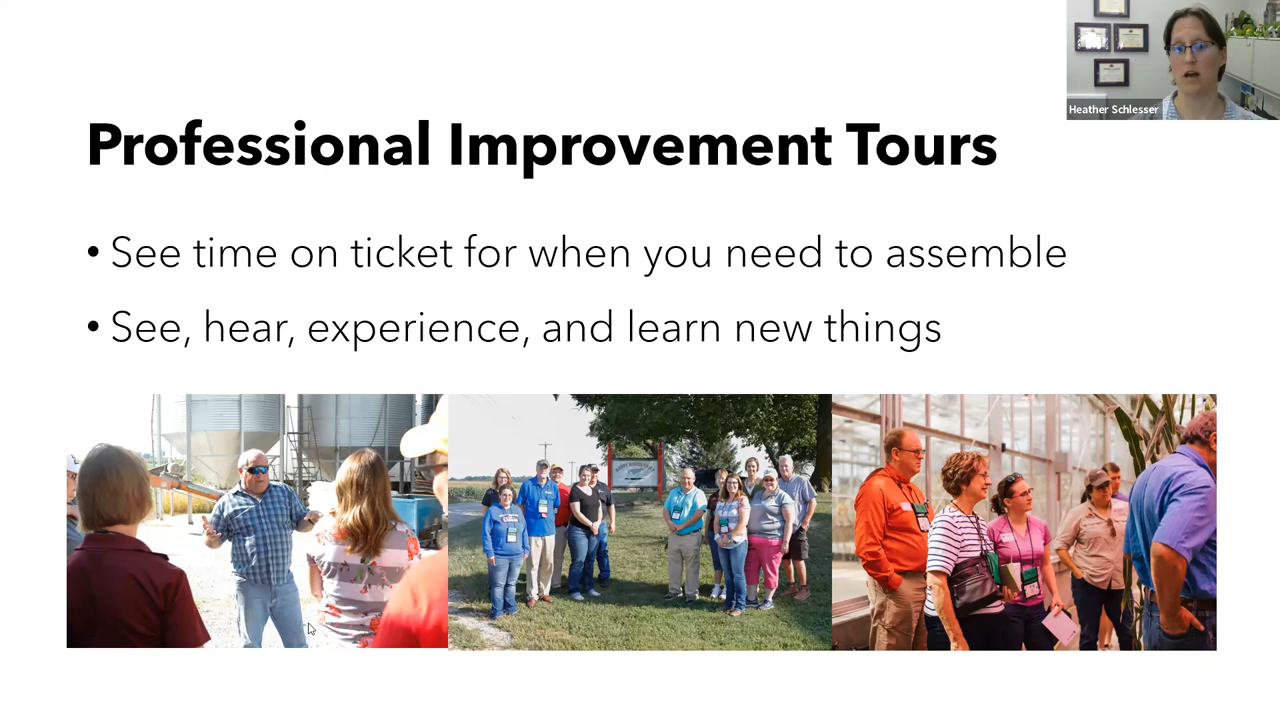 Heather Schlesser
Professional Improvement Tours
• See time on ticket for when you need to assemble
• See, hear, experience, and learn new things